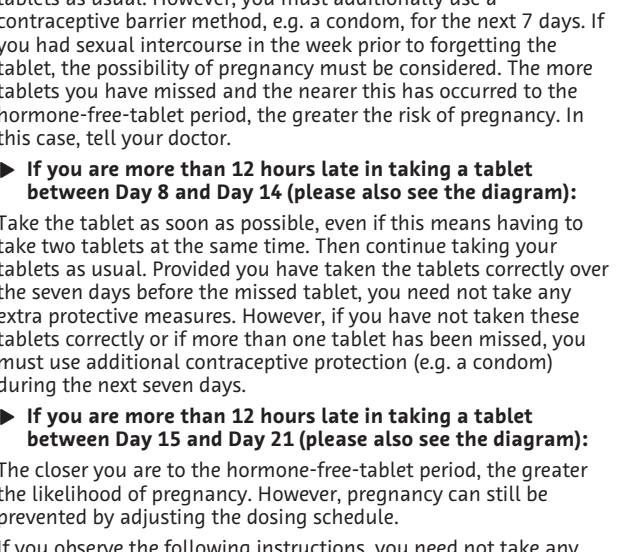 tablets as usual. However, you must additionally use a
contraceptive barrier method, e.g. a condom, for the next 7 days. If
you had sexual intercourse in the week prior to forgetting the
tablet, the possibility of pregnancy must be considered. The more
tablets you have missed and the nearer this has occurred to the
hormone-free-tablet period, the greater the risk of pregnancy. In
this case, tell your doctor.
▶ If you are more than 12 hours late in taking a tablet
between Day 8 and Day 14 (please also see the diagram):
Take the tablet as soon as possible, even if this means having to
take two tablets at the same time. Then continue taking your
tablets as usual. Provided you have taken the tablets correctly over
the seven days before the missed tablet, you need not take any
extra protective measures. However, if you have not taken these
tablets correctly or if more than one tablet has been missed, you
must use additional contraceptive protection (e.g. a condom)
during the next seven days.
▶ If you are more than 12 hours late in taking a tablet
between Day 15 and Day 21 (please also see the diagram):
The closer you are to the hormone-free-tablet period, the greater
the likelihood of pregnancy. However, pregnancy can still be
prevented by adjusting the dosing schedule.
If you observe the following instructions, you need not take any